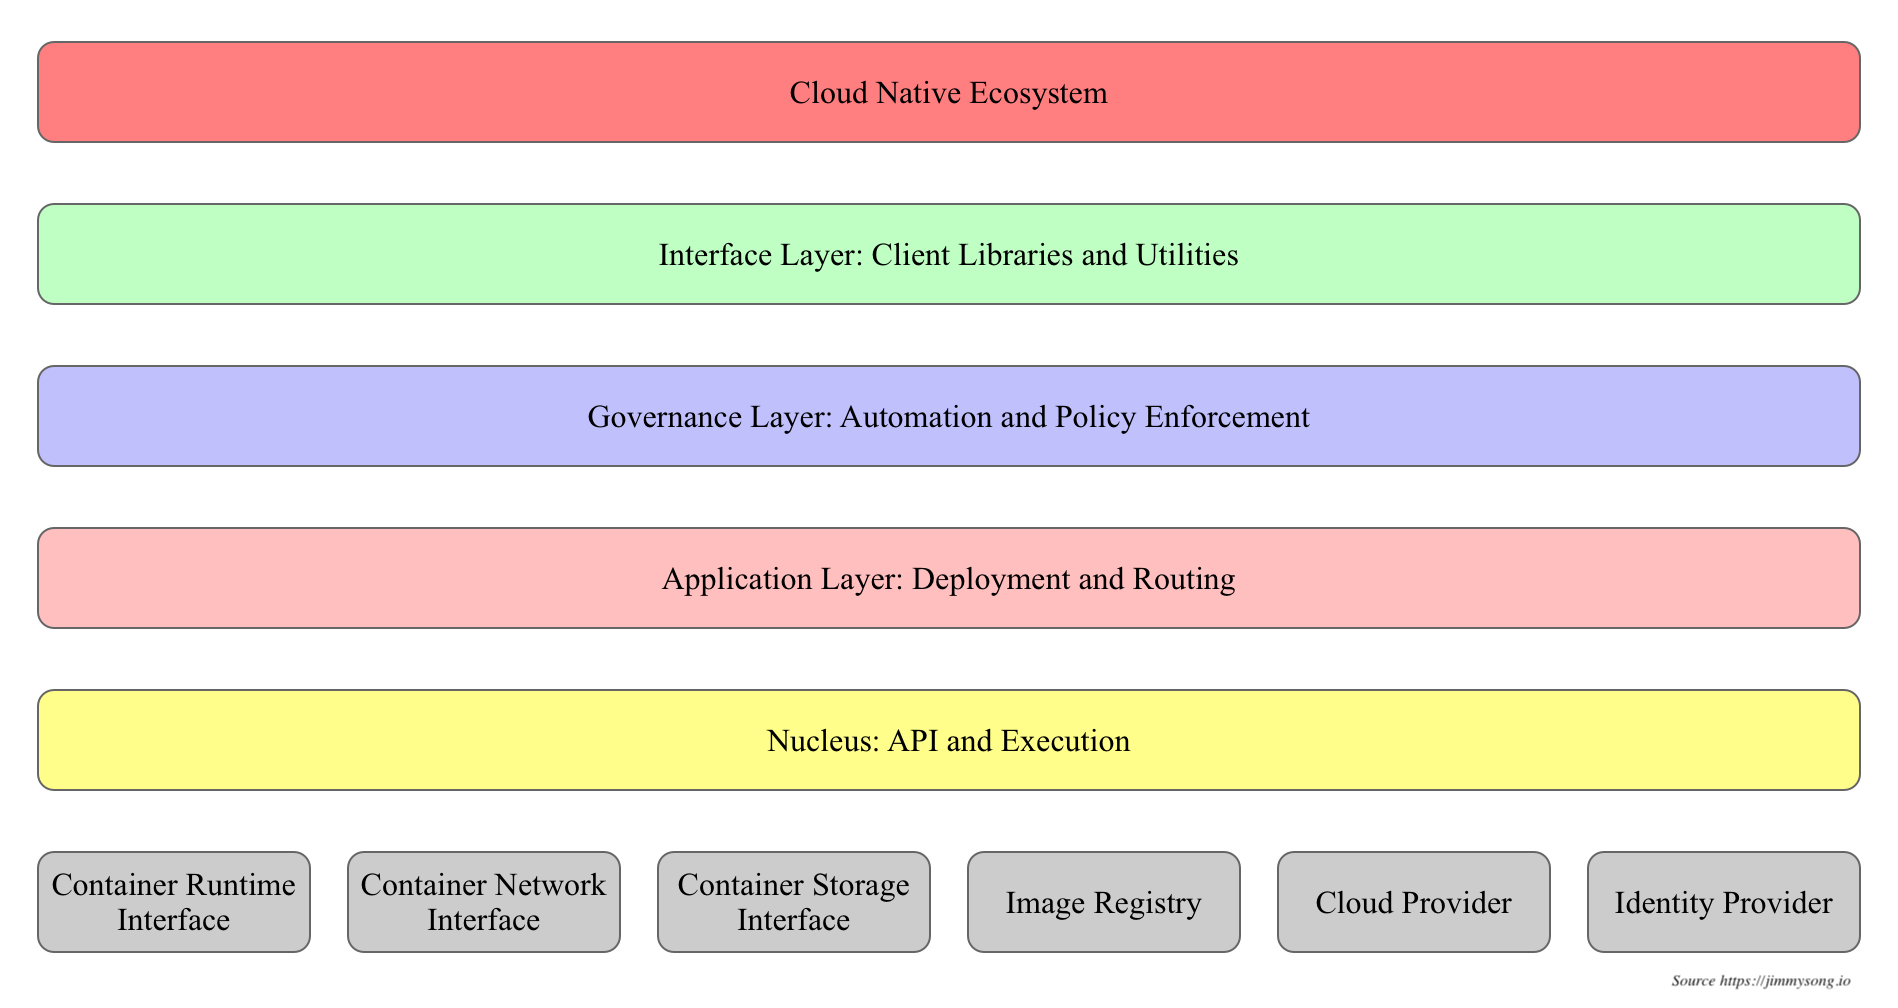 Cloud Native Ecosystem
Interface Layer: Client Libraries and Utilities
Governance Layer: Automation and Policy Enforcement
Application Layer: Deployment and Routing
Nucleus: API and Execution
Container Runtime
Interface
Container Network
Interface
Container Storage
Interface
Image Registry
Cloud Provider
Identity Provider
Source https://jimmysong.io